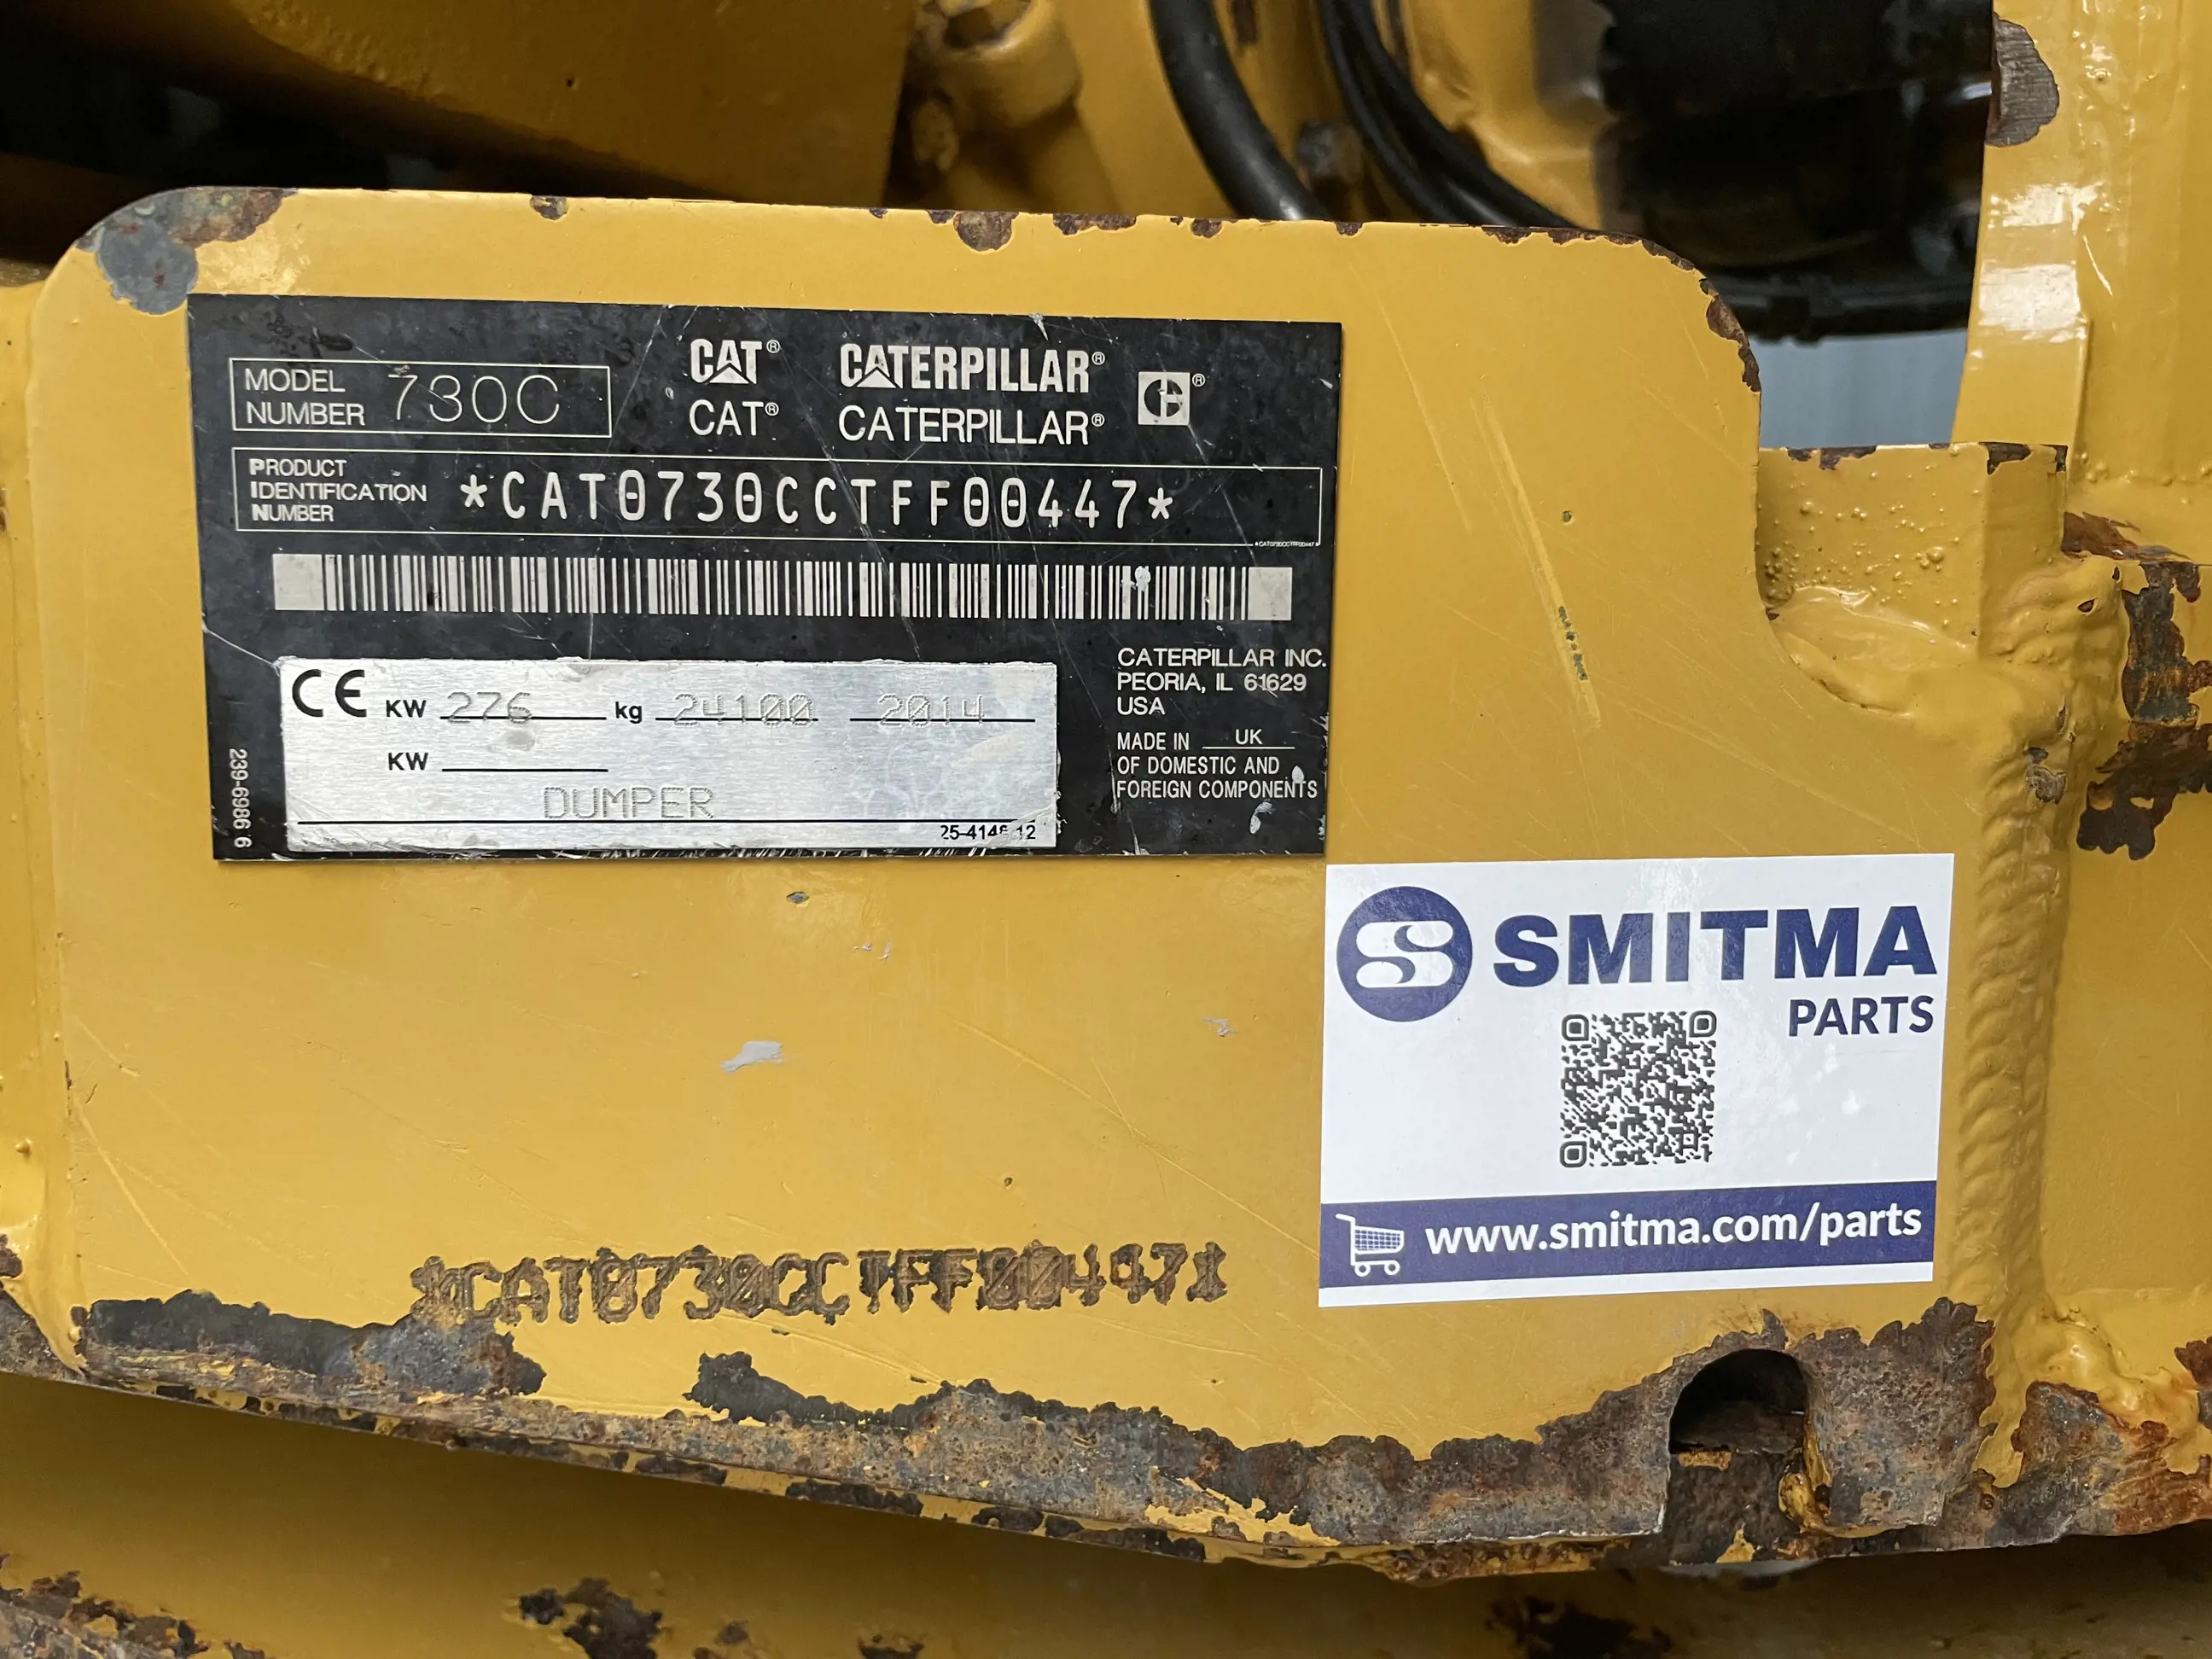 MODEL NUMBER 730C
CAT® CATERPILLAR®
CAT® CATERPILLAR®
PRODUCT IDENTIFICATION NUMBER *CAT0730CCTFF00447*
*CAT0730CCTFF00447*
CE KW 276 kg 24100 2014
KW
DUMPER
239-6986 6
CATERPILLAR INC.
PEORIA, IL 61629
USA
MADE IN UK
OF DOMESTIC AND
FOREIGN COMPONENTS
SMITMA
PARTS
www.smitma.com/parts
*CAT0730CCTFF00447*